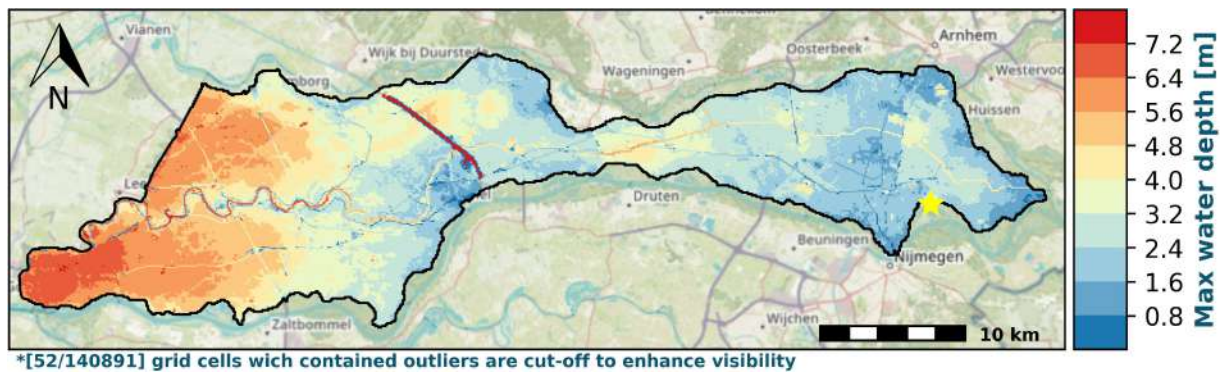 Vianen
Wijk bij Duurstede
Oosterbeek
Arnhem
Wageningen
Westervoo
Huissen
N
Lee
Druten
Beuningen
Nijmegen
Zaltbommel
Wijchen
10 km
7.2
6.4
5.6
4.8
4.0
3.2
2.4
1.6
0.8
Max water depth [m]
*[52/140891] grid cells wich contained outliers are cut-off to enhance visibility